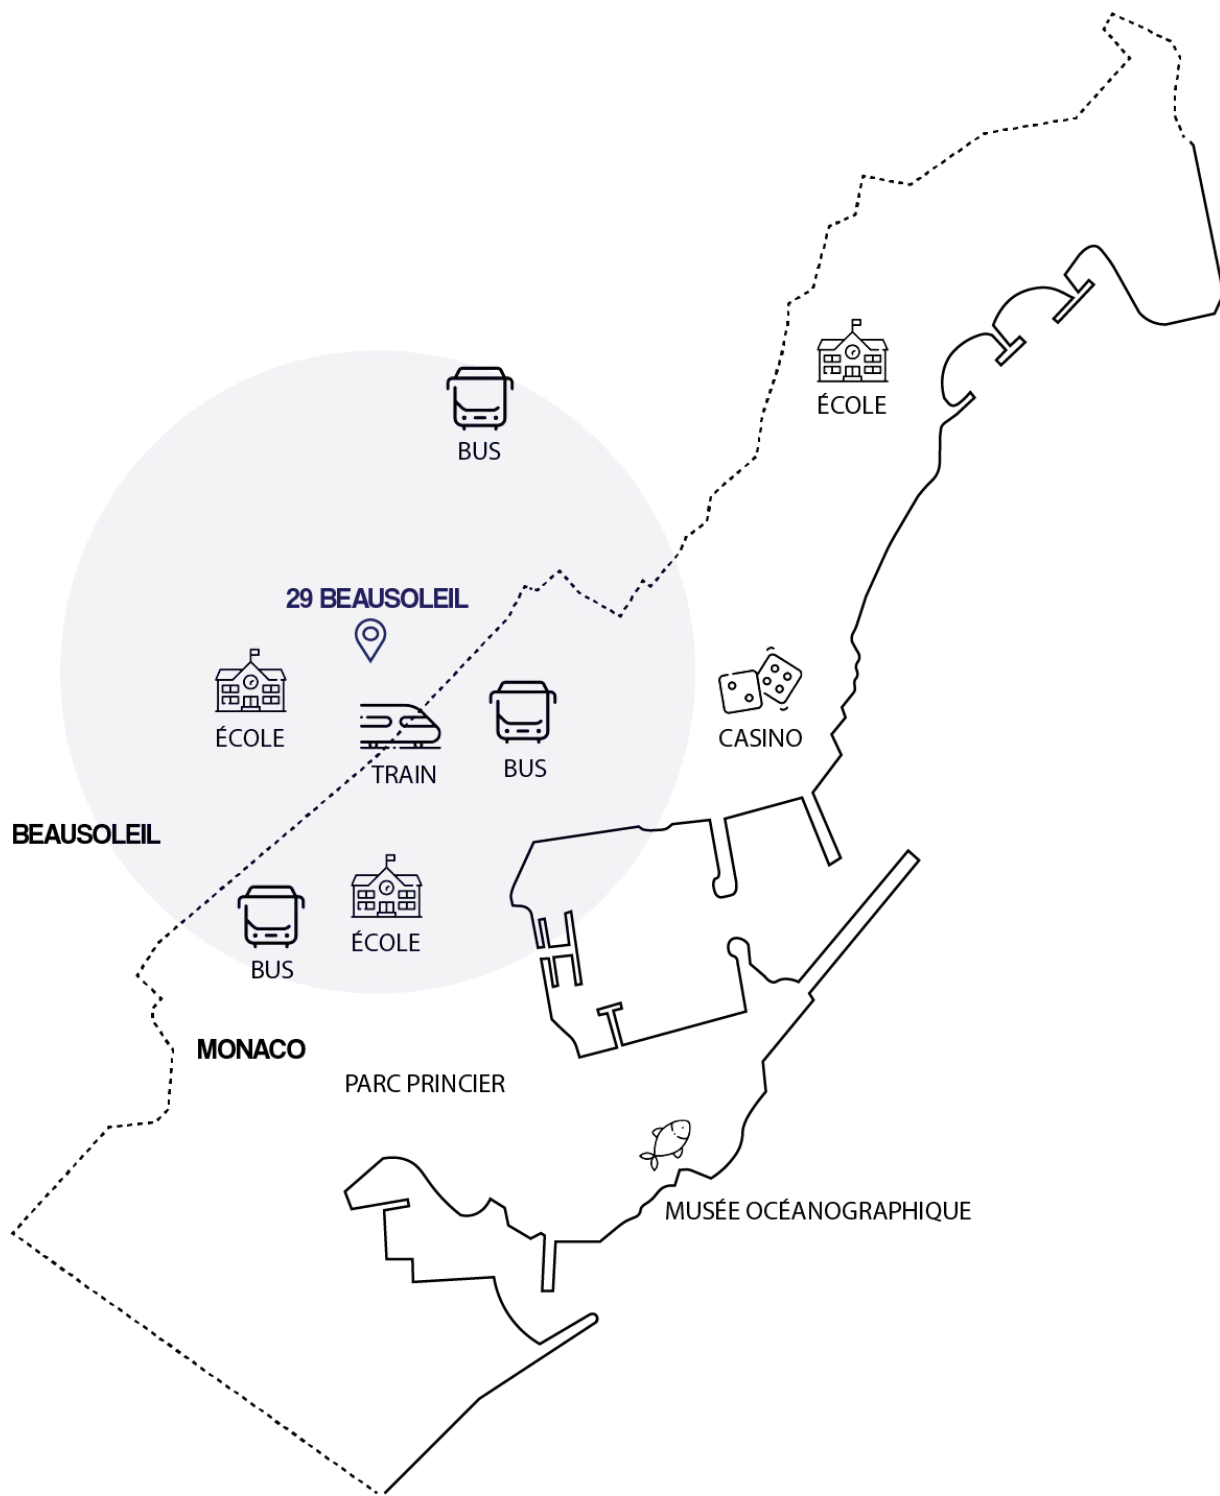 ÉCOLE
BUS
29 BEAUSOLEIL
ÉCOLE
TRAIN
BUS
CASINO
BEAUSOLEIL
BUS
ÉCOLE
MONACO
PARC PRINCIER
MUSÉE OCÉANOGRAPHIQUE